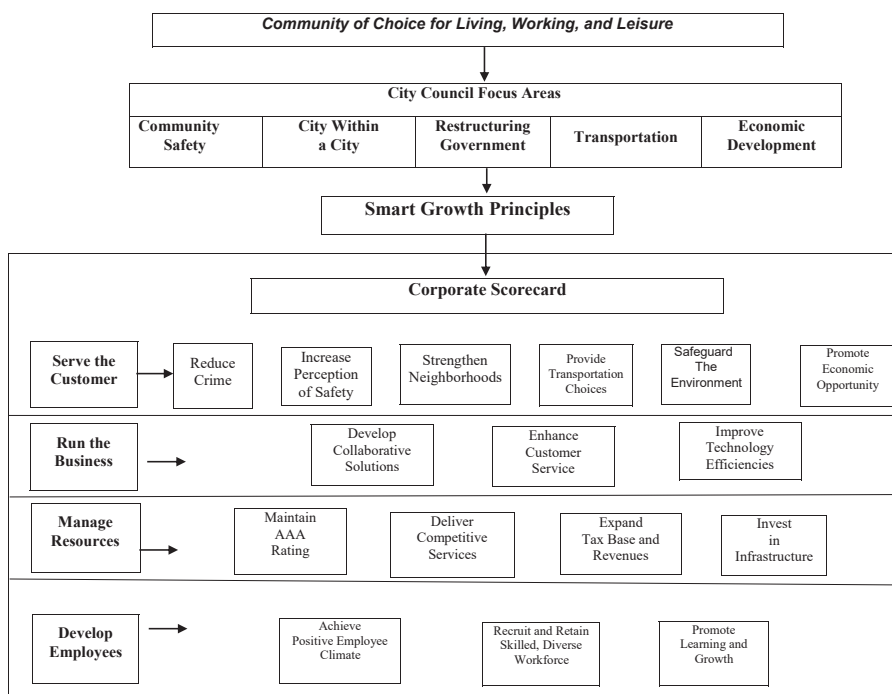 Community of Choice for Living, Working, and Leisure
City Council Focus Areas
Community
Safety
City Within
a City
Restructuring
Government
Transportation
Economic
Development
Smart Growth Principles
Corporate Scorecard
Serve the
Customer
Reduce
Crime
Increase
Perception
of Safety
Strengthen
Neighborhoods
Provide
Transportation
Choices
Safeguard
The
Environment
Promote
Economic
Opportunity
Run the
Business
Develop
Collaborative
Solutions
Enhance
Customer
Service
Improve
Technology
Efficiencies
Manage
Resources
Maintain
AAA
Rating
Deliver
Competitive
Services
Expand
Tax Base and
Revenues
Invest
in
Infrastructure
Develop
Employees
Achieve
Positive Employee
Climate
Recruit and Retain
Skilled, Diverse
Workforce
Promote
Learning and
Growth